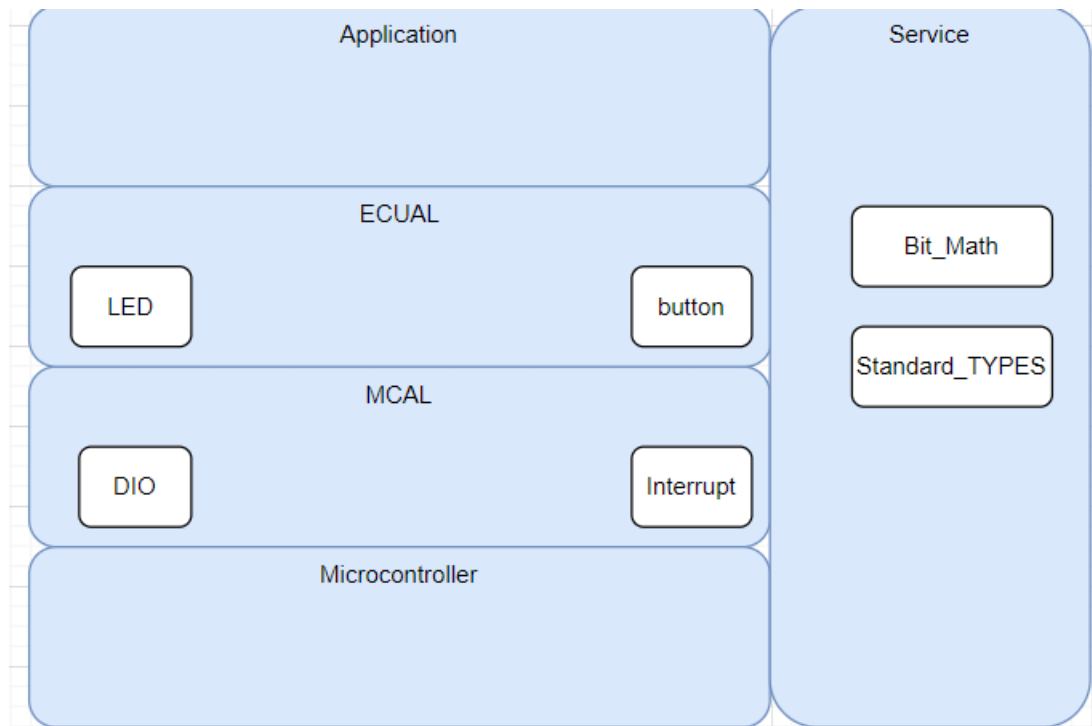 Application
Service
ECUAL
Bit_Math
LED
button
Standard_TYPES
MCAL
DIO
Interrupt
Microcontroller